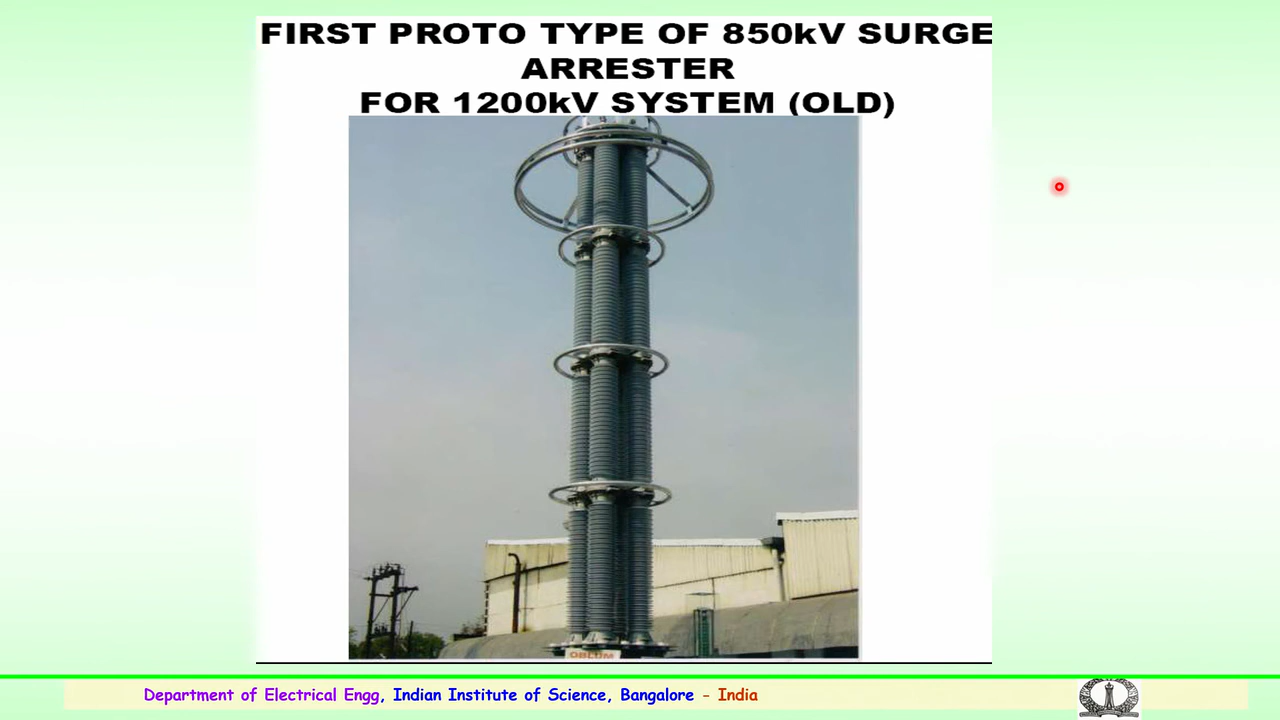 FIRST PROTO TYPE OF 850kV SURGE
ARRESTER
FOR 1200kV SYSTEM (OLD)
OBLUM
Department of Electrical Engg, Indian Institute of Science, Bangalore - India